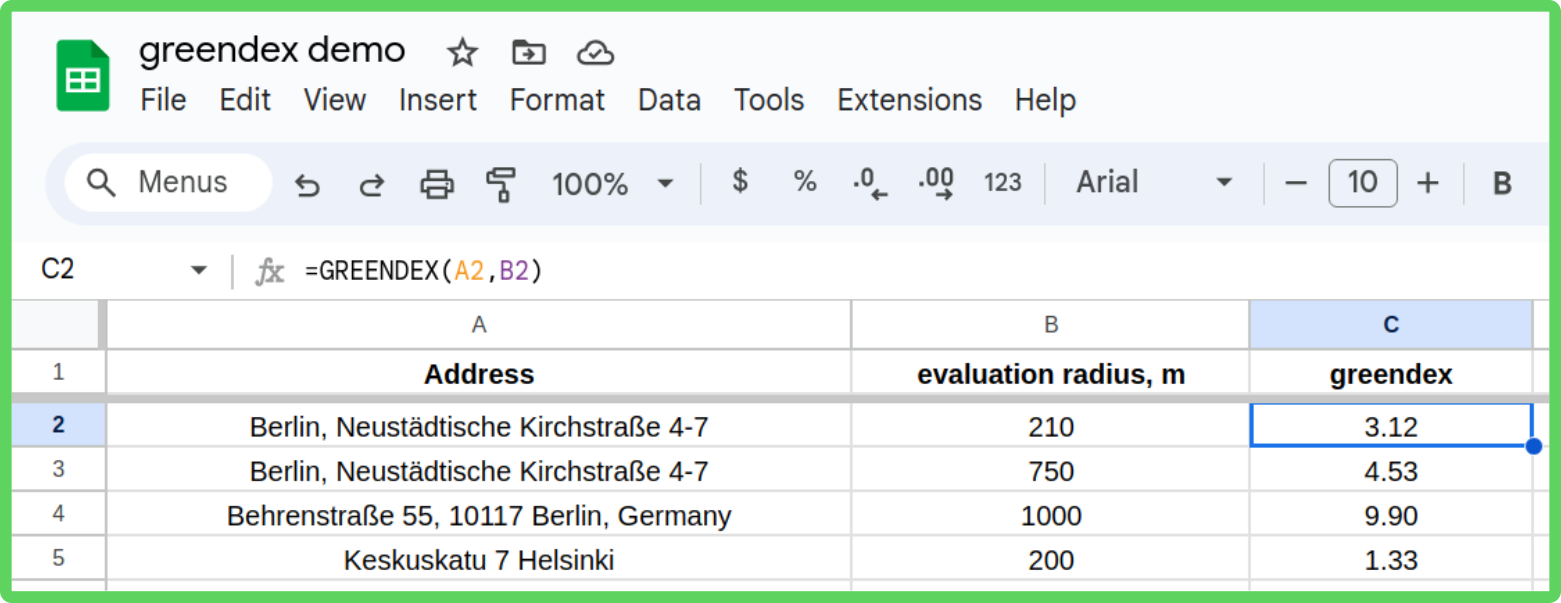 greendex demo
File Edit View Insert Format Data Tools Extensions Help
Menus 100% $ % .0 .00 123 Arial 10 B
C2 fx =GREENDEX(A2,B2)
A B C
1 Address evaluation radius, m greendex
2 Berlin, Neustädtische Kirchstraße 4-7 210 3.12
3 Berlin, Neustädtische Kirchstraße 4-7 750 4.53
4 Behrenstraße 55, 10117 Berlin, Germany 1000 9.90
5 Keskuskatu 7 Helsinki 200 1.33